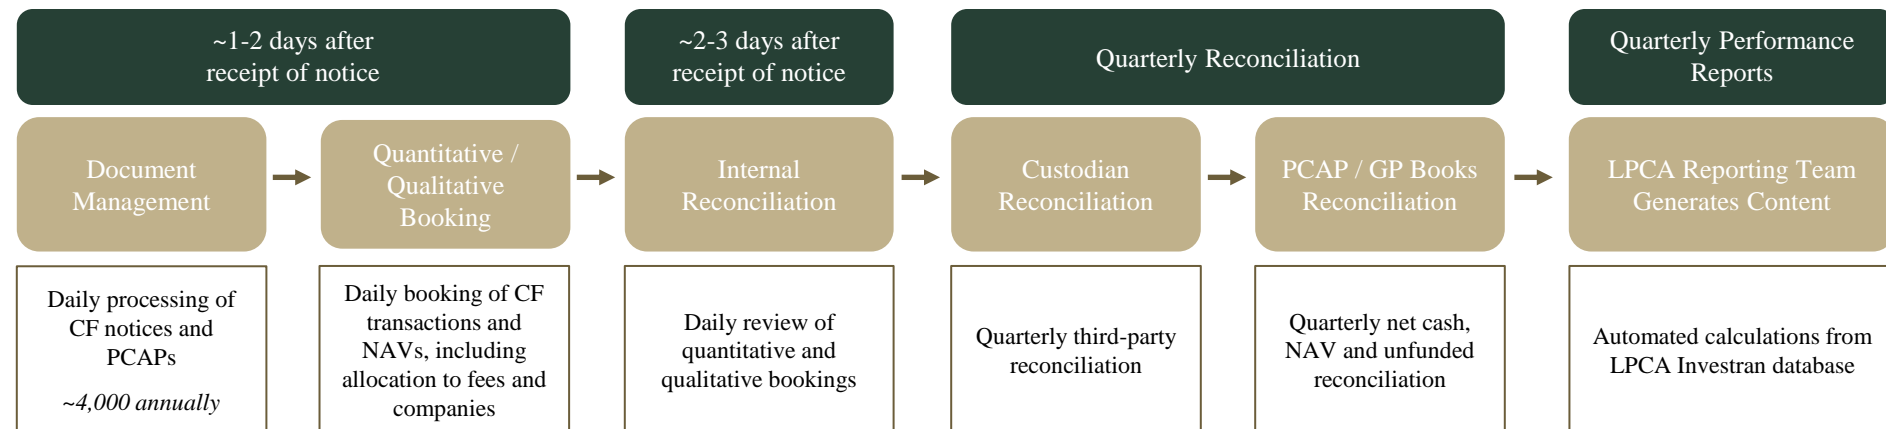 ~1-2 days after
receipt of notice
~2-3 days after
receipt of notice
Quarterly Reconciliation
Quarterly Performance
Reports
Document
Management
Quantitative /
Qualitative
Booking
Internal
Reconciliation
Custodian
Reconciliation
PCAP / GP Books
Reconciliation
LPCA Reporting Team
Generates Content
Daily processing of
CF notices and
PCAPs
~4,000 annually
Daily booking of CF
transactions and
NAVs, including
allocation to fees and
companies
Daily review of
quantitative and
qualitative bookings
Quarterly third-party
reconciliation
Quarterly net cash,
NAV and unfunded
reconciliation
Automated calculations from
LPCA Investran database